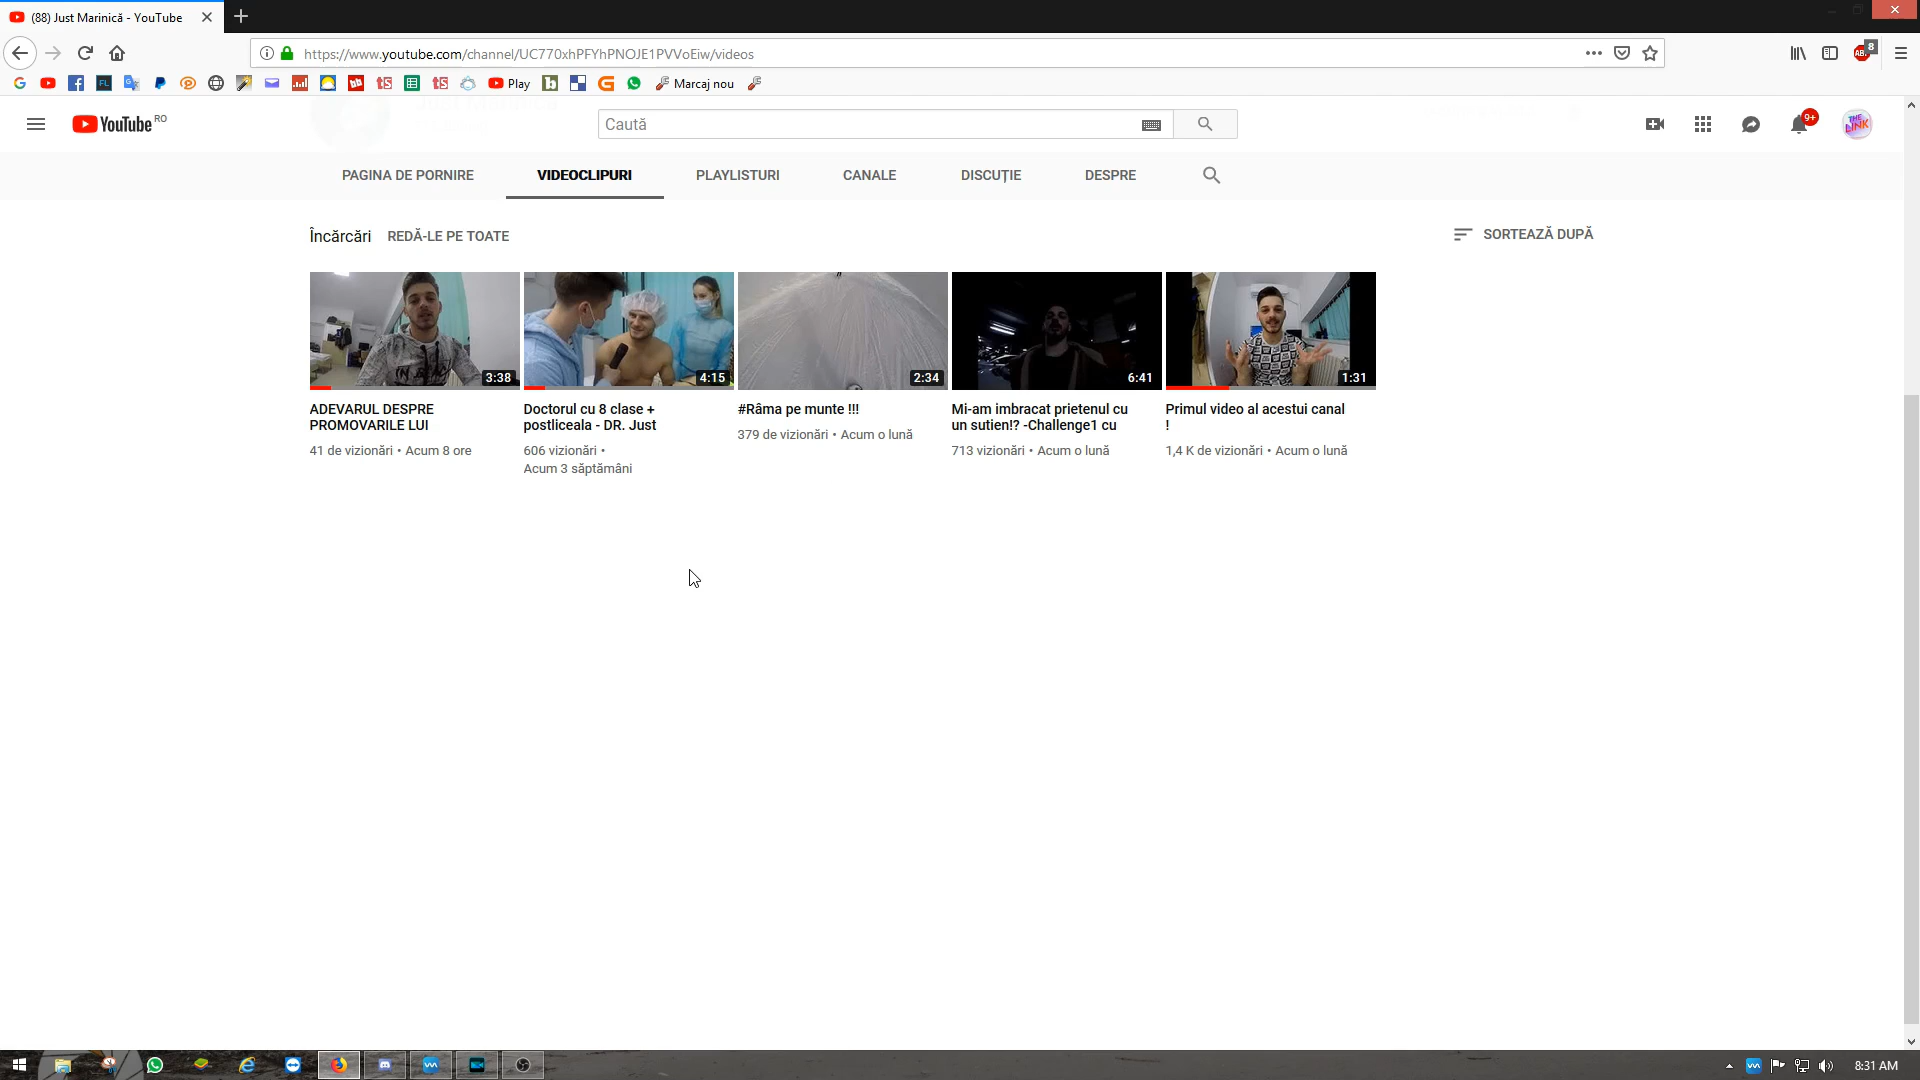 (88) Just Marinică - YouTube
https://www.youtube.com/channel/UC770xhPFYhPNOJE1PVVoEiw/videos
8
Play
Marcaj nou
YouTube RO
Caută
9+
THE LINK
PAGINA DE PORNIRE
VIDEOCLIPURI
PLAYLISTURI
CANALE
DISCUȚIE
DESPRE
Încărcări
REDĂ-LE PE TOATE
SORTEAZĂ DUPĂ
3:38
4:15
2:34
6:41
1:31
ADEVARUL DESPRE
PROMOVARILE LUI
41 de vizionări • Acum 8 ore
Doctorul cu 8 clase +
postliceala - DR. Just
606 vizionări •
Acum 3 săptămâni
#Râma pe munte !!!
379 de vizionări • Acum o lună
Mi-am imbracat prietenul cu
un sutien!? -Challenge1 cu
713 vizionări • Acum o lună
Primul video al acestui canal
!
1,4 K de vizionări • Acum o lună
8:31 AM